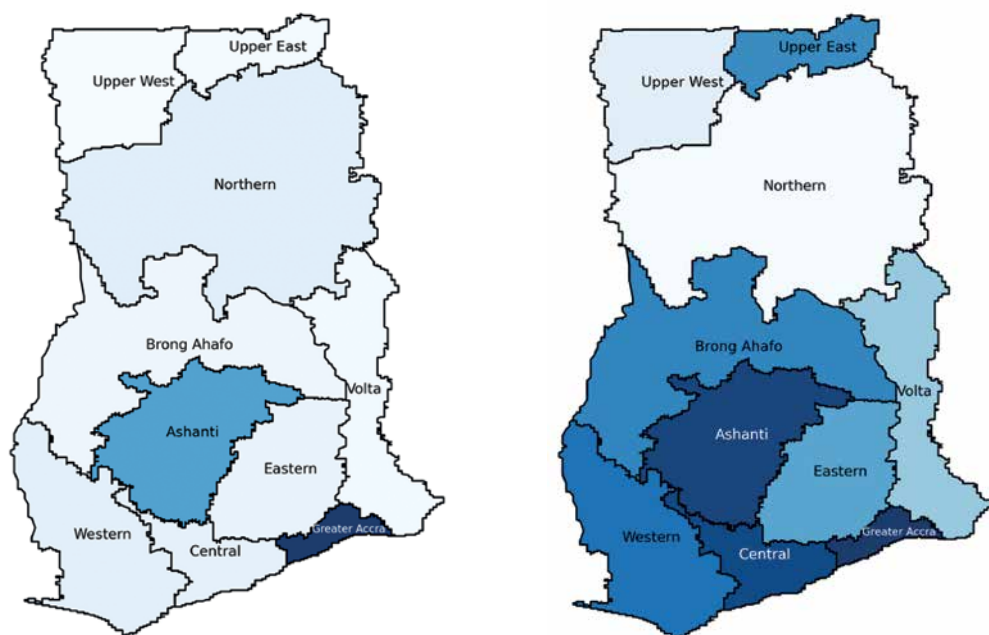 Upper East
Upper West
Northern
Brong Ahafo
Volta
Ashanti
Eastern
Greater Accra
Western
Central
Upper East
Upper West
Northern
Brong Ahafo
Volta
Ashanti
Eastern
Greater Accra
Western
Central